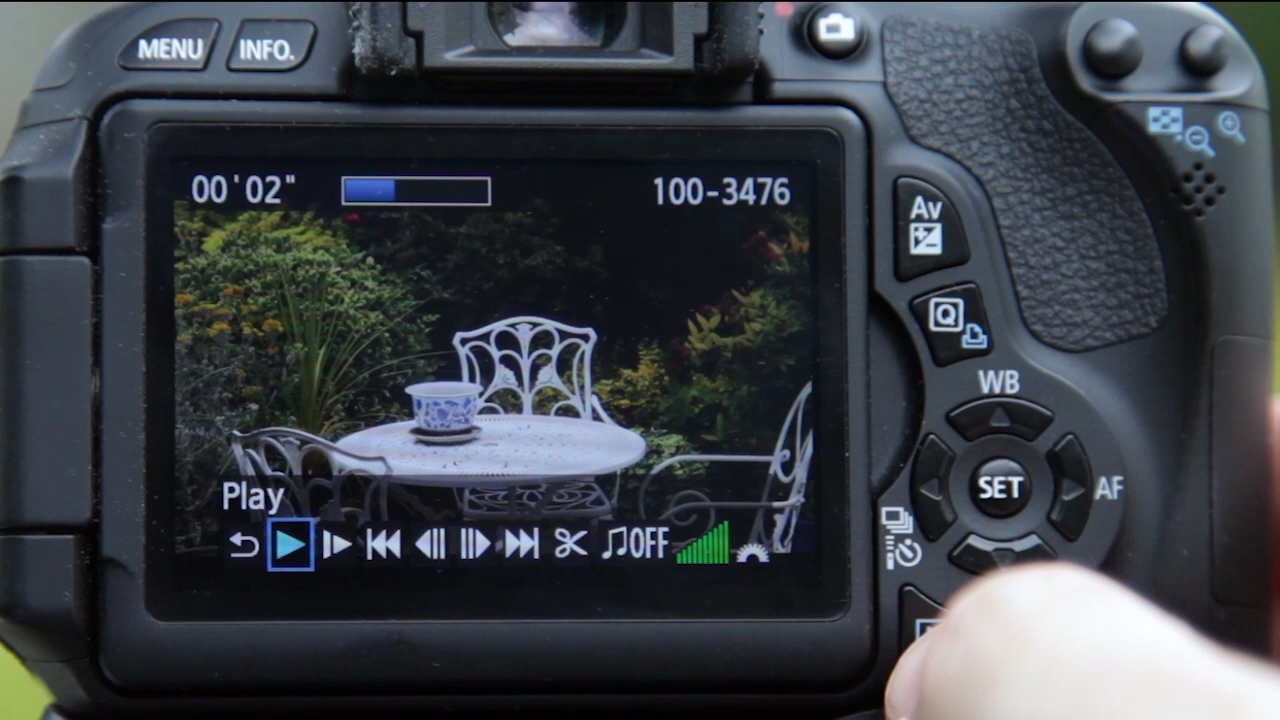 MENU
INFO.
00'02"
100-3476
Av
Q
WB
SET
AF
Play
OFF